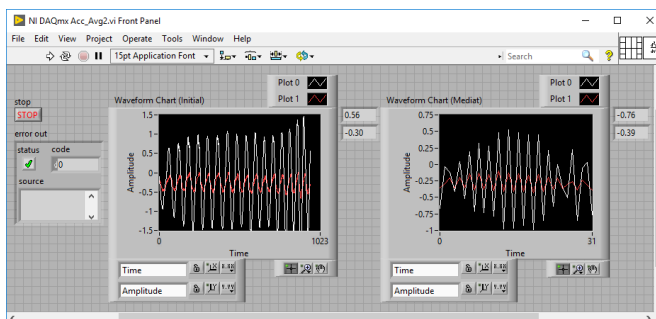 NI DAQmx Acc_Avg2.vi Front Panel
File Edit View Project Operate Tools Window Help
15pt Application Font
Search
stop
STOP
error out
status code
0
source
Waveform Chart (Initial)
Plot 0
Plot 1
0.56
-0.30
Amplitude
1.5
1
0.5
0
-0.5
-1
-1.5
0
1023
Time
Time
Amplitude
Waveform Chart (Mediat)
Plot 0
Plot 1
-0.76
-0.39
Amplitude
0.75
0.5
0.25
0
-0.25
-0.5
-0.75
-1
0
31
Time
Time
Amplitude